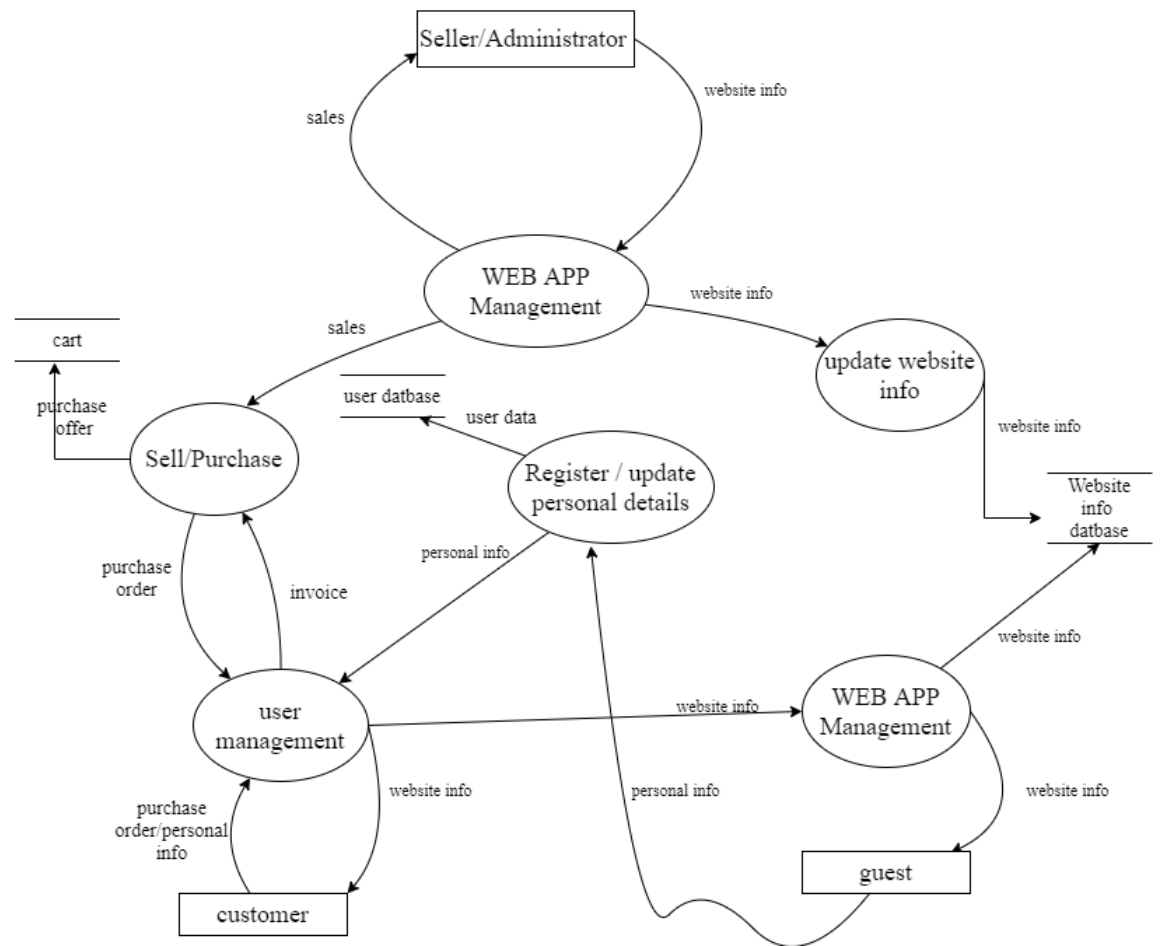 Seller/Administrator
website info
sales
WEB APP
Management
website info
sales
cart
update website
info
user datbase
purchase
offer
user data
website info
Sell/Purchase
Register / update
personal details
Website
info
datbase
personal info
purchase
order
invoice
website info
user
management
website info
WEB APP
Management
website info
personal info
website info
purchase
order/personal
info
guest
customer